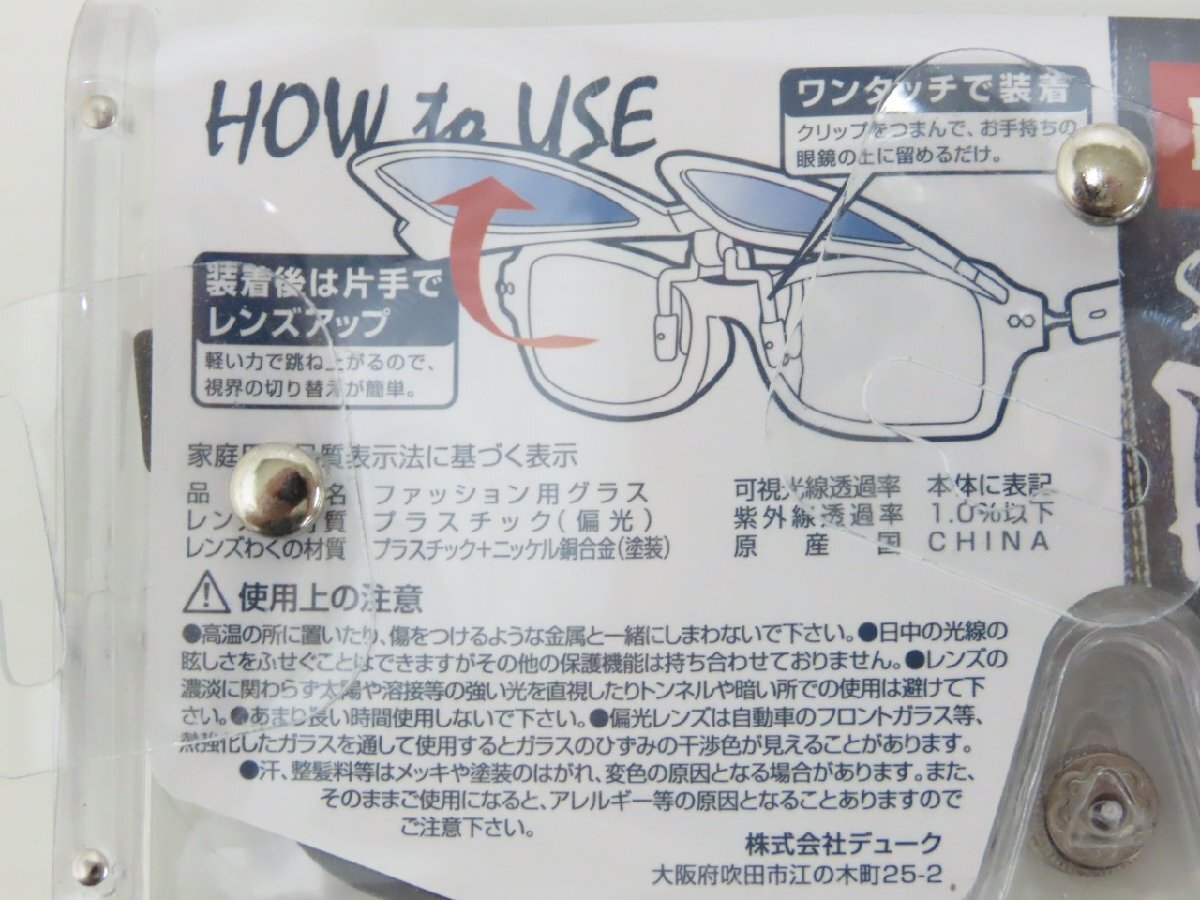 HOW to USE
ワンタッチで装着
クリップをつまんで、お手持ちの
眼鏡の上に留めるだけ。
装着後は片手で
レンズアップ
軽い力で跳ね上がるので、
視界の切り替えが簡単。
家庭用品質表示法に基づく表示
品 名 ファッション用グラス
レンズ 質 プラスチック(偏光)
レンズわくの材質 プラスチック+ニッケル銅合金(塗装)
可視光線透過率 本体に表記
紫外線透過率 1.0%以下
原産国 CHINA
使用上の注意
●高温の所に置いたり、傷をつけるような金属と一緒にしまわないで下さい。●日中の光線の
眩しさをふせぐことはできますがその他の保護機能は持ち合わせておりません。●レンズの
濃淡に関わらず太陽や溶接等の強い光を直視したりトンネルや暗い所での使用は避けて下
さい。●あまり長い時間使用しないで下さい。●偏光レンズは自動車のフロントガラス等、
熱強化したガラスを通して使用するとガラスのひずみの干渉色が見えることがあります。
●汗、整髪料等はメッキや塗装のはがれ、変色の原因となる場合があります。また、
そのままご使用になると、アレルギー等の原因となることありますので
ご注意下さい。
株式会社デューク
大阪府吹田市江の木町25-2